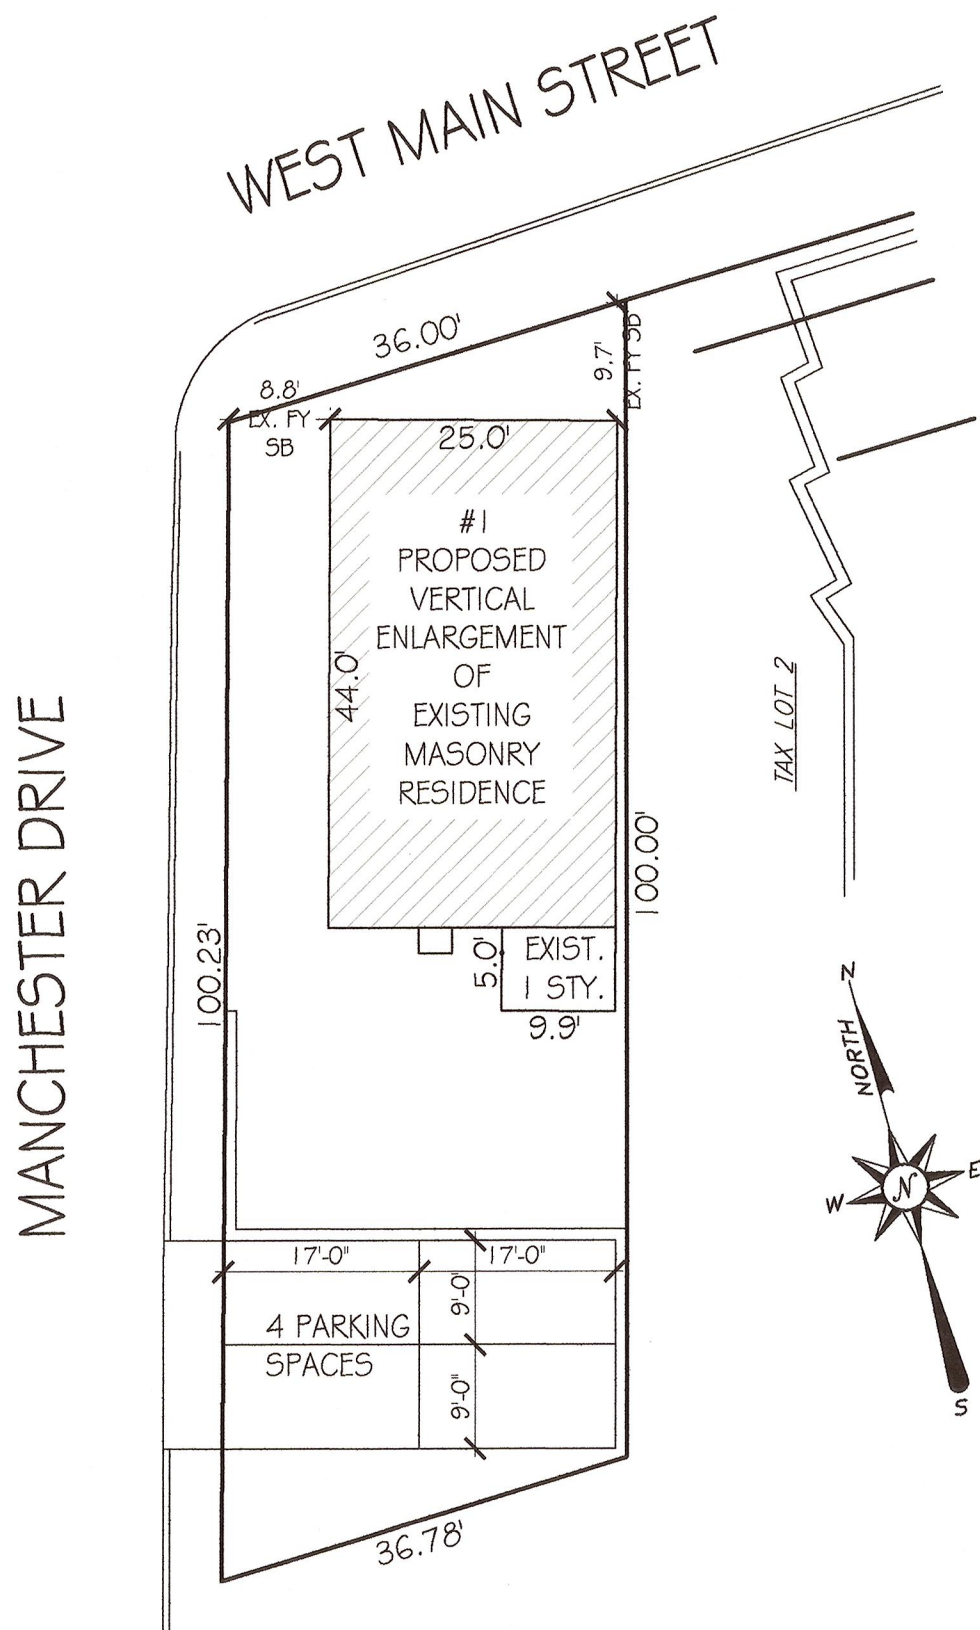 WEST MAIN STREET
36.00'
9.7'
EX. FY SB
8.8'
EX. FY
SB
25.0'
#1
PROPOSED
VERTICAL
ENLARGEMENT
OF
EXISTING
MASONRY
RESIDENCE
44.0'
TAX LOT 2
MANCHESTER DRIVE
100.00'
100.23'
5.0'
EXIST.
1 STY.
9.9'
N
NORTH
W
N
E
S
17'-0"
17'-0"
9'-0"
4 PARKING
SPACES
9'-0"
36.78'